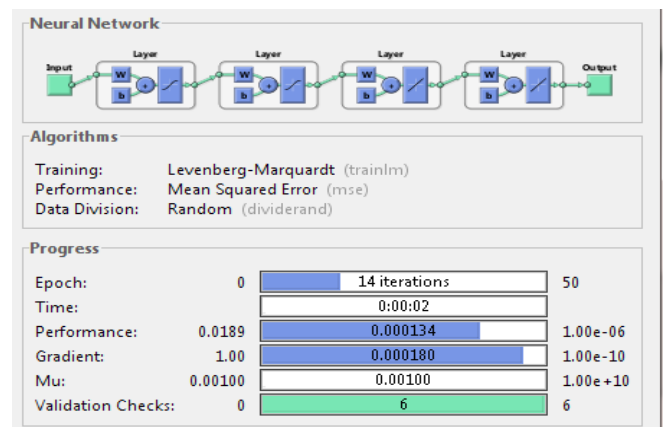 Neural Network
Layer Layer Layer Layer
Input Output
W W W W
b b b b
Algorithms
Training: Levenberg-Marquardt (trainlm)
Performance: Mean Squared Error (mse)
Data Division: Random (dividerand)
Progress
Epoch: 0 14 iterations 50
Time: 0:00:02
Performance: 0.0189 0.000134 1.00e-06
Gradient: 1.00 0.000180 1.00e-10
Mu: 0.00100 0.00100 1.00e+10
Validation Checks: 0 6 6